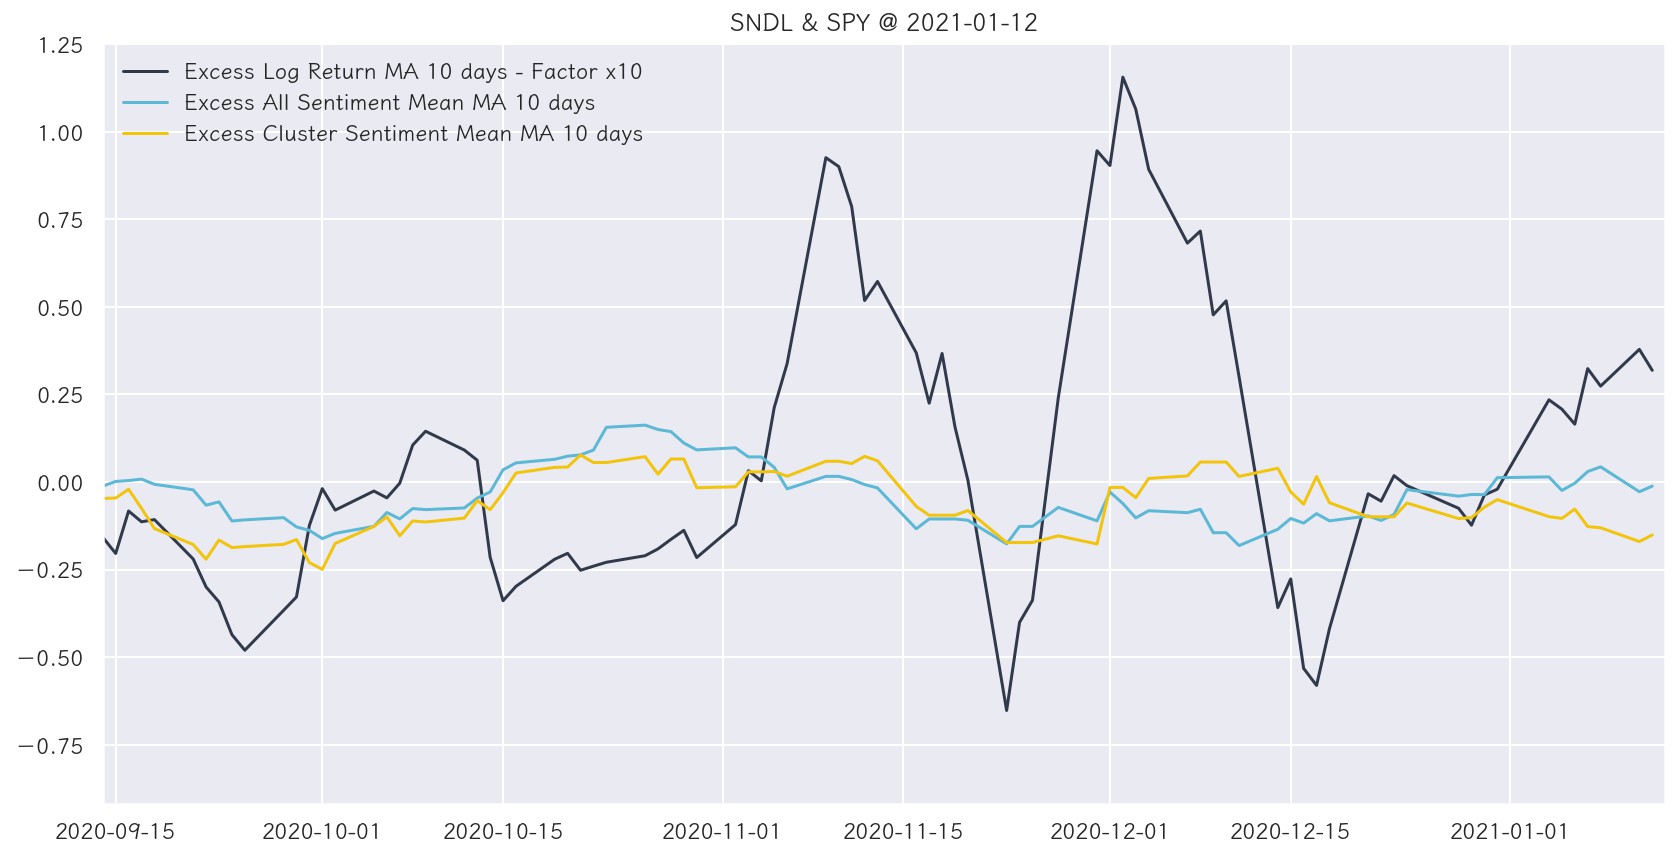 SNDL & SPY @ 2021-01-12
1.25
1.00
0.75
0.50
0.25
0.00
−0.25
−0.50
−0.75
Excess Log Return MA 10 days - Factor x10
Excess All Sentiment Mean MA 10 days
Excess Cluster Sentiment Mean MA 10 days
2020-09-15 2020-10-01 2020-10-15 2020-11-01 2020-11-15 2020-12-01 2020-12-15 2021-01-01